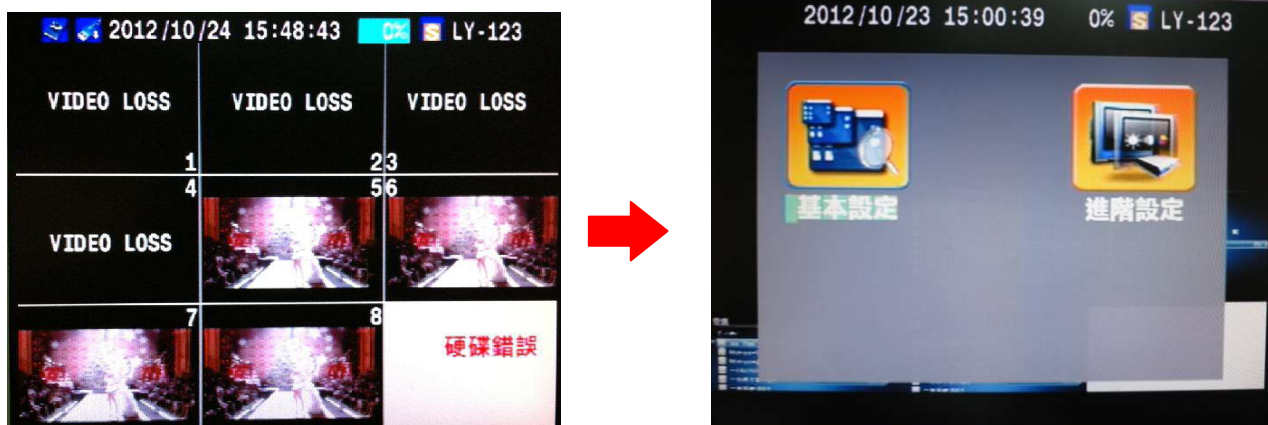 2012/10/24 15:48:43 0% S LY-123
VIDEO LOSS VIDEO LOSS VIDEO LOSS
1 2 3
4 5 6
VIDEO LOSS
7 8
硬碟錯誤
2012/10/23 15:00:39 0% S LY-123
基本設定 進階設定